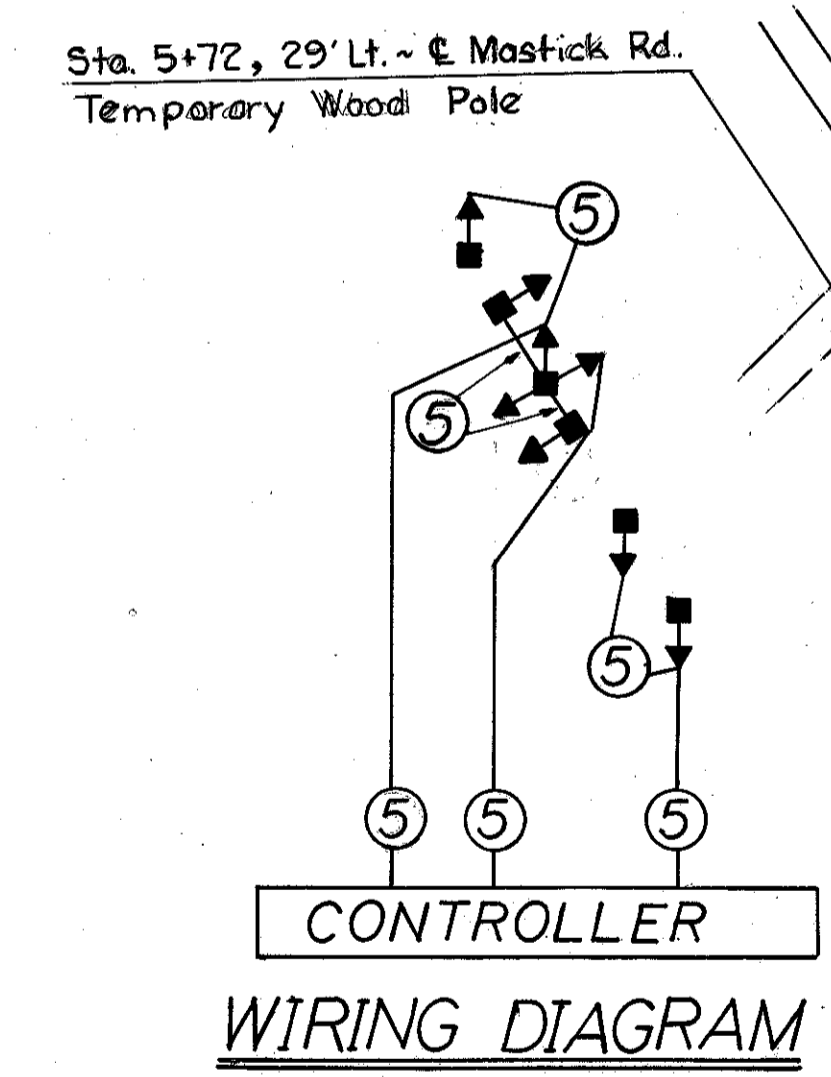 Sta. 5+72, 29' Lt. ~ ℄ Mastick Rd.
Temporary Wood Pole
5
5
5
5
5
5
CONTROLLER
WIRING DIAGRAM